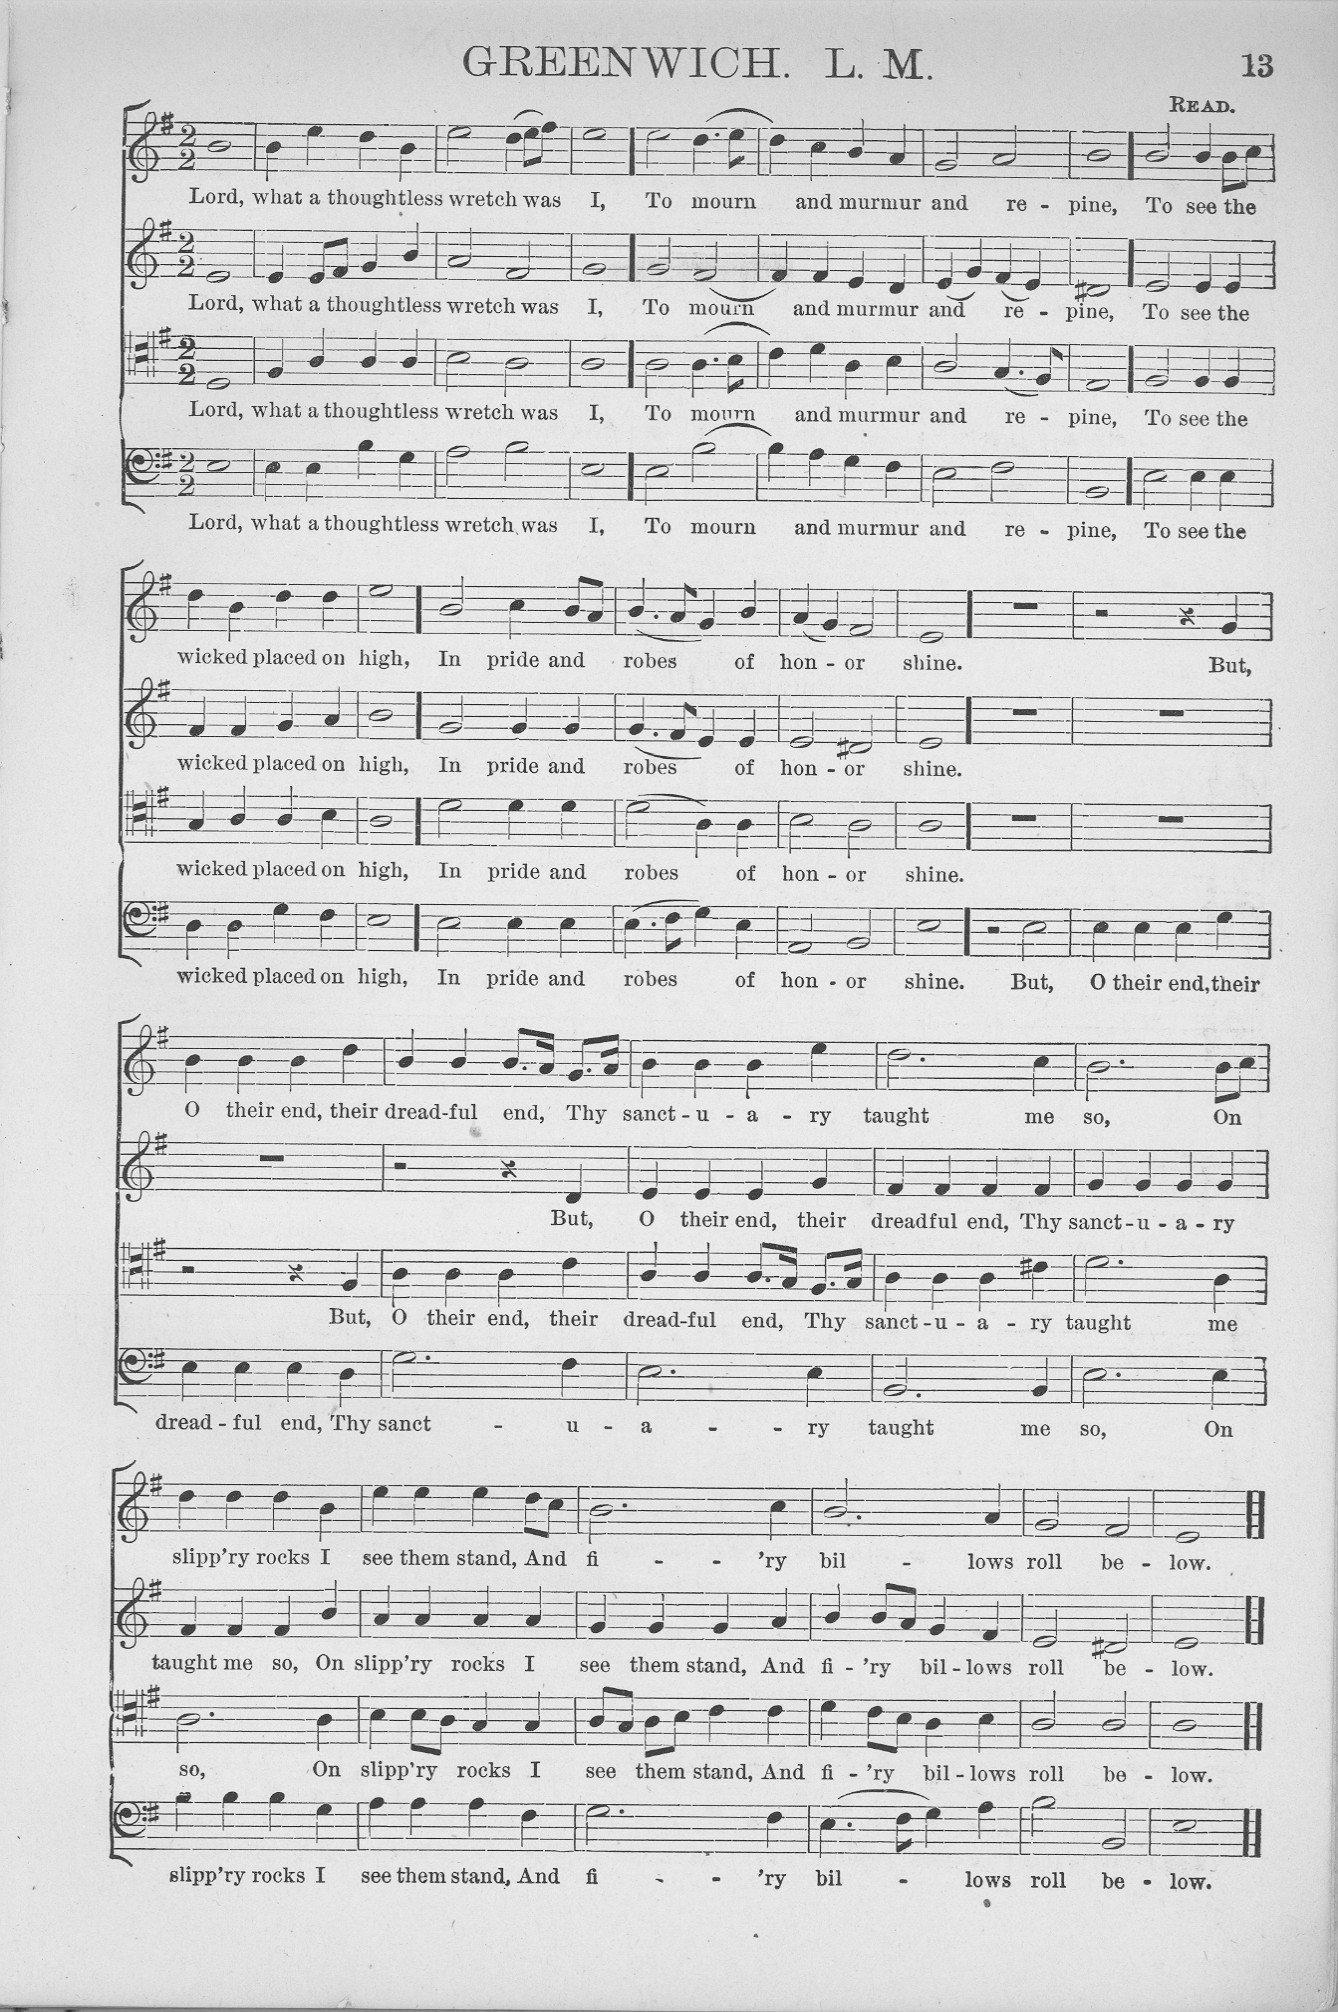 GREENWICH. L. M.
13
READ.
Lord, what a thoughtless wretch was I, To mourn and murmur and re - pine, To see the
Lord, what a thoughtless wretch was I, To mourn and murmur and re - pine, To see the
Lord, what a thoughtless wretch was I, To mourn and murmur and re - pine, To see the
Lord, what a thoughtless wretch was I, To mourn and murmur and re - pine, To see the
wicked placed on high, In pride and robes of hon - or shine. But,
wicked placed on high, In pride and robes of hon - or shine.
wicked placed on high, In pride and robes of hon - or shine.
wicked placed on high, In pride and robes of hon - or shine. But, O their end, their
O their end, their dread-ful end, Thy sanct - u - a - ry taught me so, On
But, O their end, their dreadful end, Thy sanct - u - a - ry
But, O their end, their dread-ful end, Thy sanct - u - a - ry taught me
dread - ful end, Thy sanct - u - a - - ry taught me so, On
slipp'ry rocks I see them stand, And fi - - 'ry bil - lows roll be - low.
taught me so, On slipp'ry rocks I see them stand, And fi - 'ry bil - lows roll be - low.
so, On slipp'ry rocks I see them stand, And fi - 'ry bil - lows roll be - low.
slipp'ry rocks I see them stand, And fi - - 'ry bil - lows roll be - low.